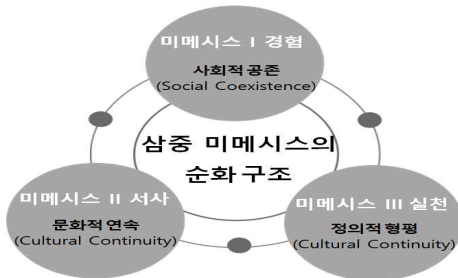 미메시스 I 경험
사회적 공존
(Social Coexistence)
삼중 미메시스의
순화 구조
미메시스 II 서사
문화적 연속
(Cultural Continuity)
미메시스 III 실천
정의적 형평
(Cultural Continuity)